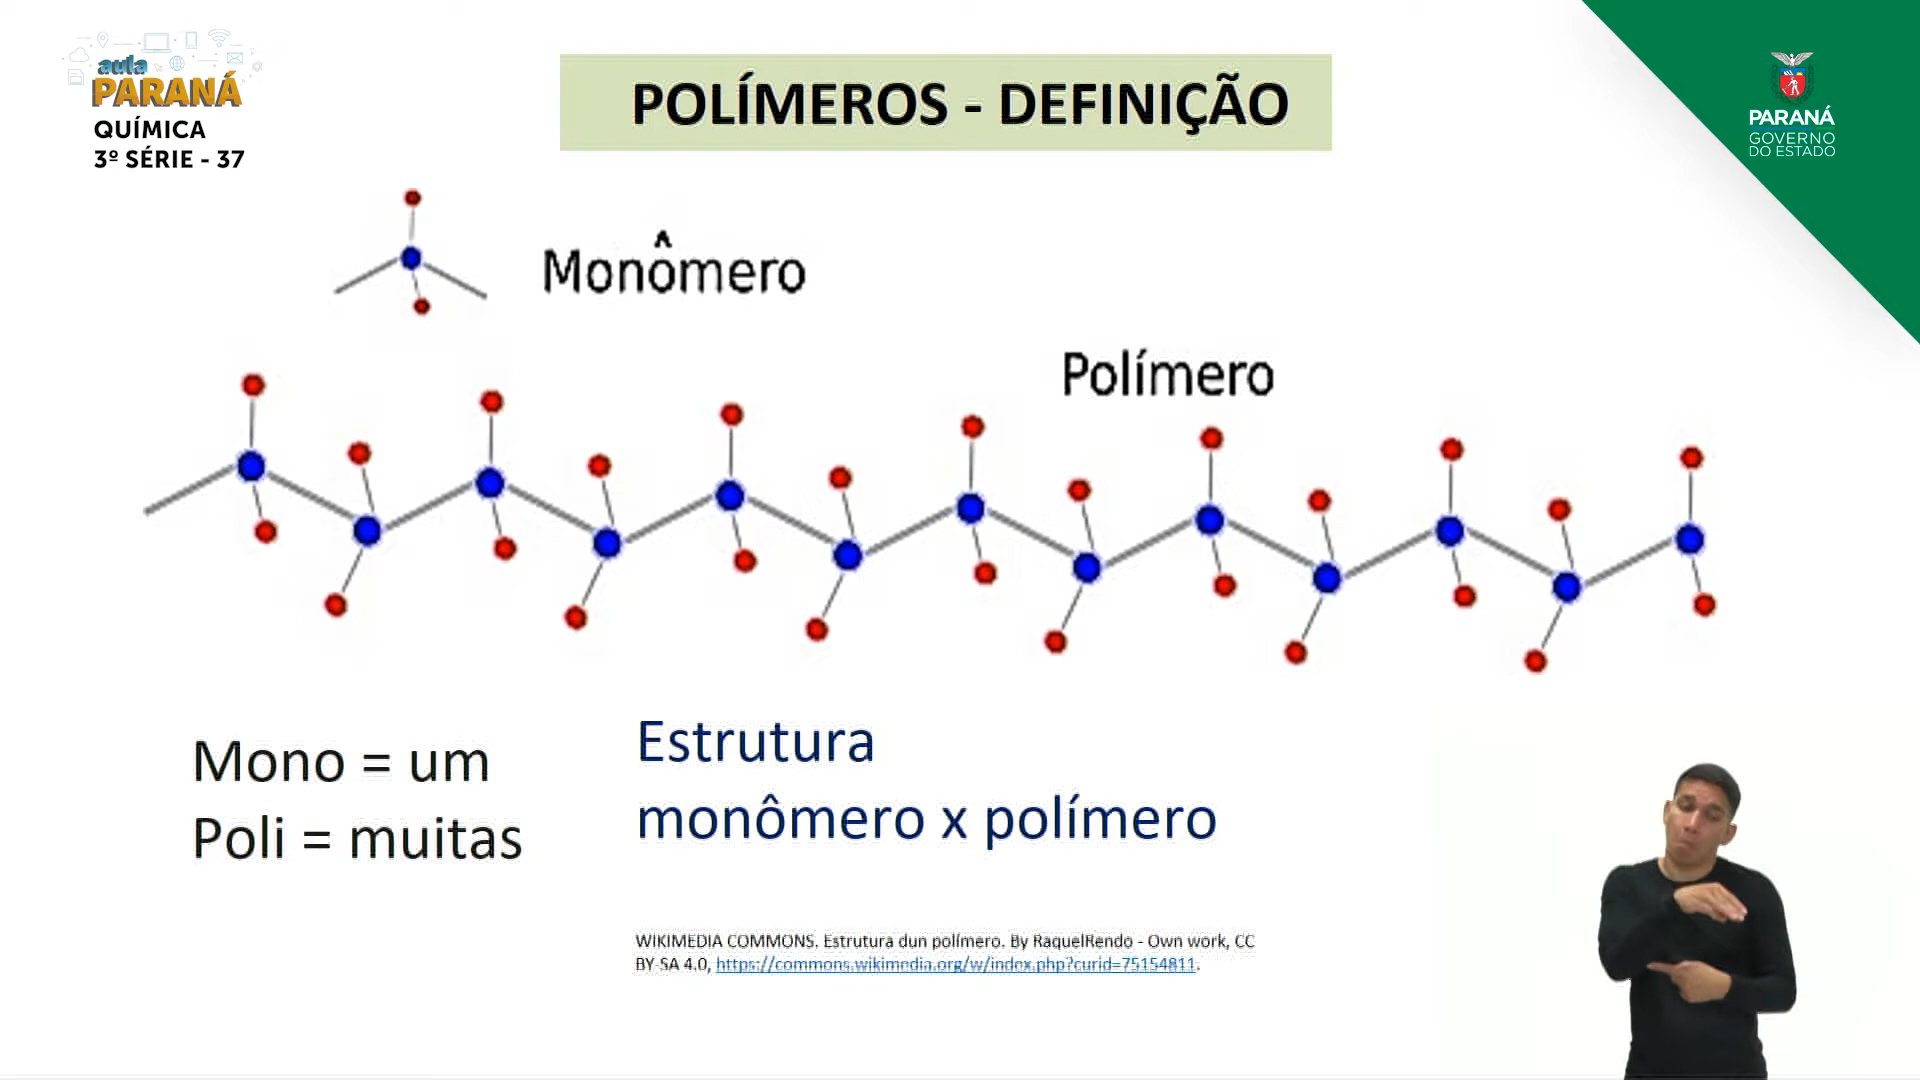 aula
PARANÁ
QUÍMICA
3º SÉRIE - 37
POLÍMEROS - DEFINIÇÃO
PARANÁ
GOVERNO
DO ESTADO
Monômero
Polímero
Mono = um
Poli = muitas
Estrutura
monômero x polímero
WIKIMEDIA COMMONS. Estrutura dun polímero. By RaquelRendo - Own work, CC
BY-SA 4.0, https://commons.wikimedia.org/w/index.php?curid=75154811.